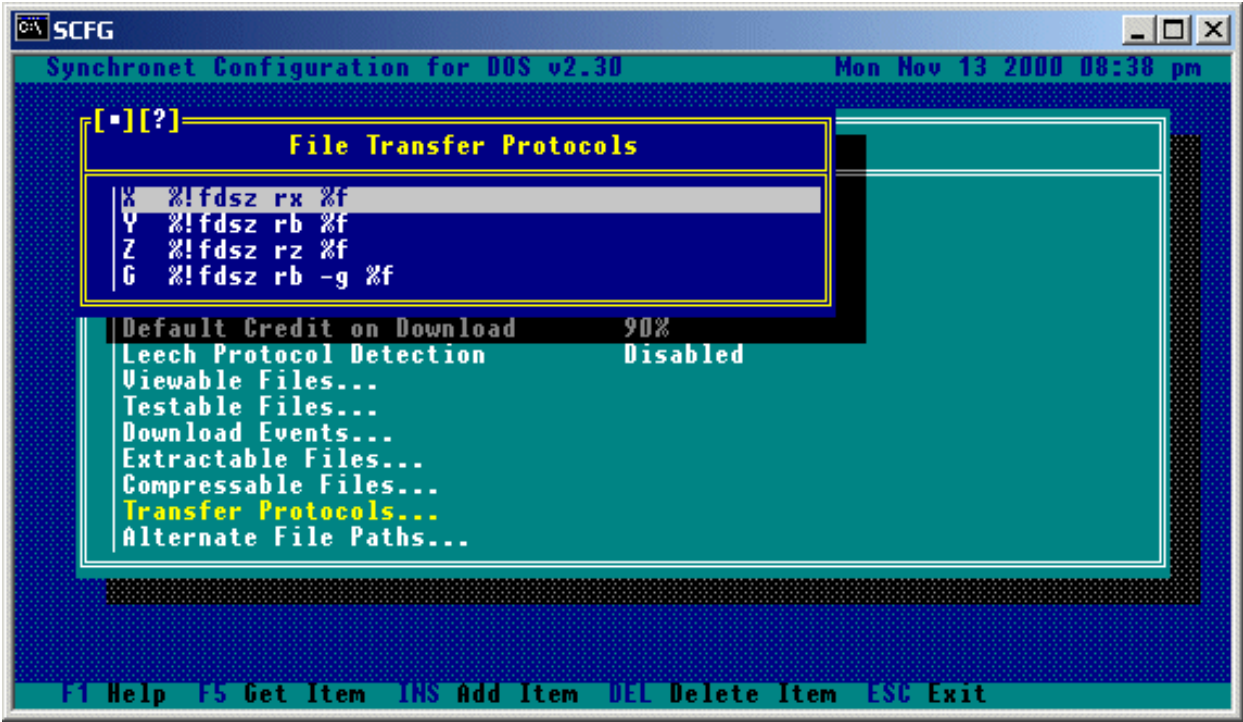 SCFG
Synchronet Configuration for DOS v2.30 Mon Nov 13 2000 08:38 pm
[▪][?]
File Transfer Protocols
X %!fdsz rx %f
Y %!fdsz rb %f
Z %!fdsz rz %f
G %!fdsz rb -g %f
Default Credit on Download 90%
Leech Protocol Detection Disabled
Viewable Files...
Testable Files...
Download Events...
Extractable Files...
Compressable Files...
Transfer Protocols...
Alternate File Paths...
F1 Help F5 Get Item INS Add Item DEL Delete Item ESC Exit